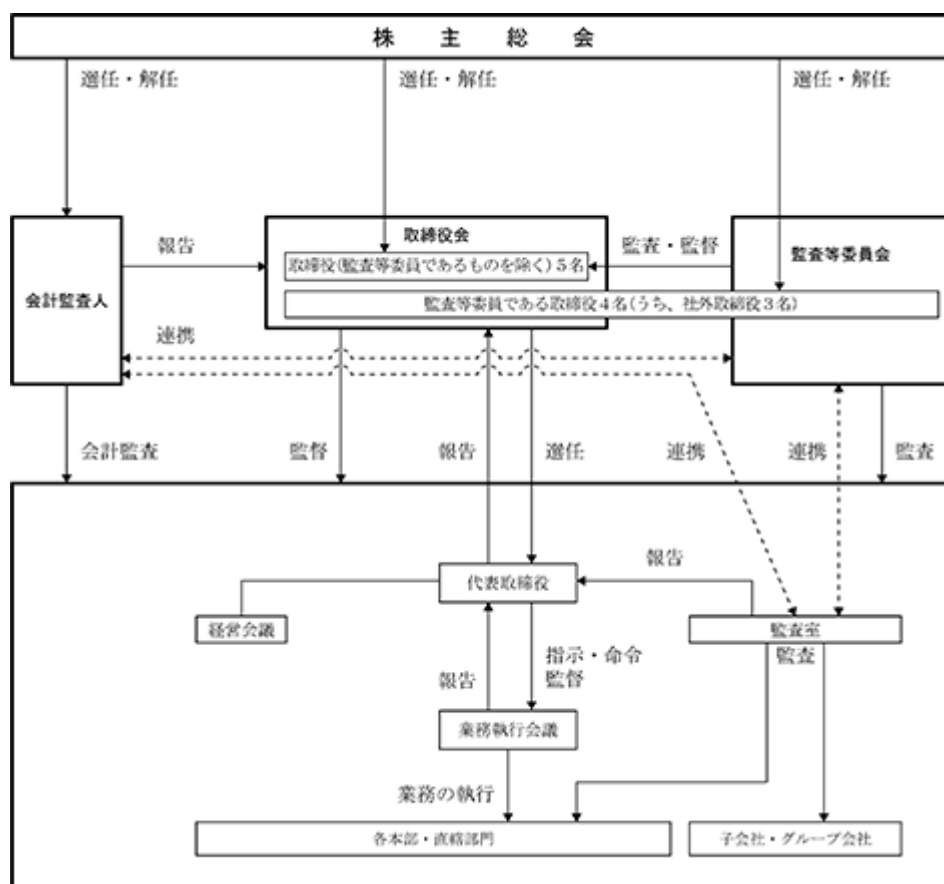 株主総会
選任・解任
選任・解任
選任・解任
会計監査人
報告
取締役会
取締役(監査等委員であるものを除く)5名
監査・監督
監査等委員会
監査等委員である取締役4名(うち、社外取締役3名)
連携
会計監査
監督
報告
選任
連携
連携
監査
代表取締役
報告
経営会議
監査室
監査
指示・命令
監督
報告
業務執行会議
業務の執行
各本部・直轄部門
子会社・グループ会社